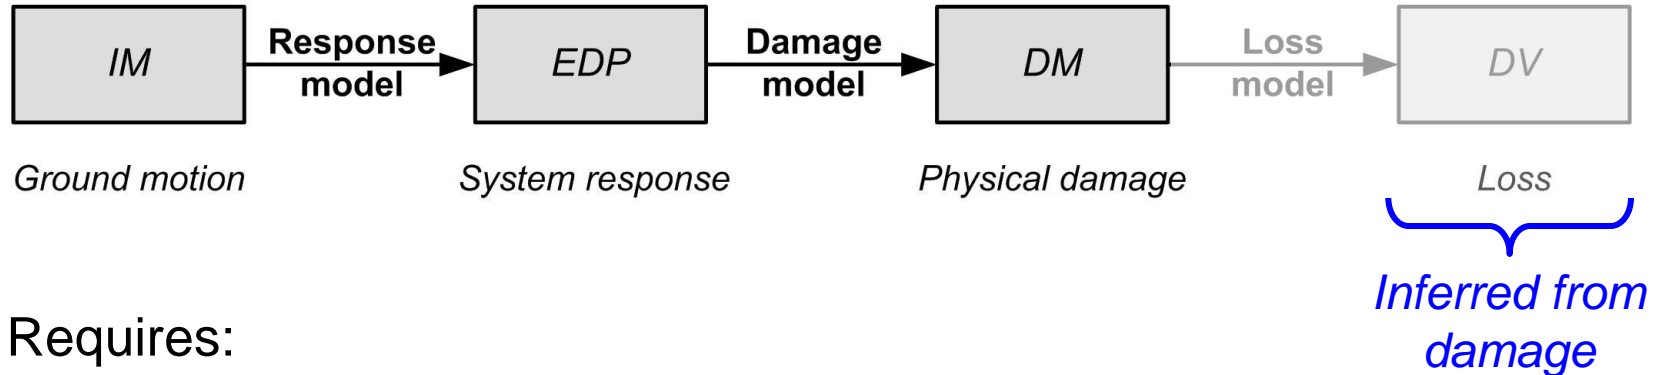 IM
Response
model
EDP
Damage
model
DM
Loss
model
DV
Ground motion
System response
Physical damage
Loss
Inferred from
damage
Requires: